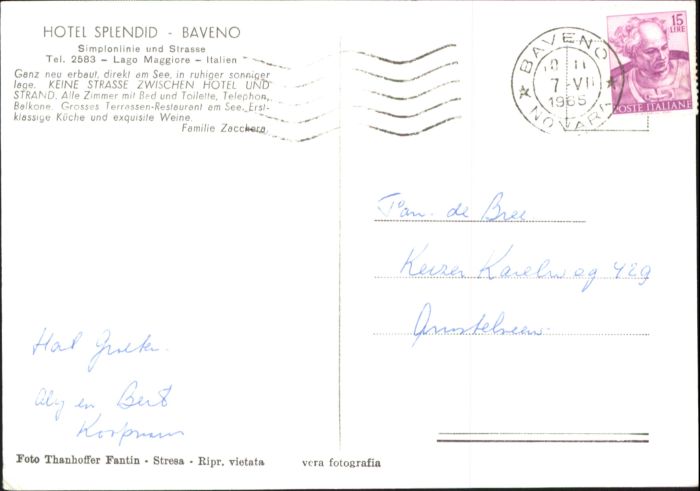 HOTEL SPLENDID - BAVENO
Simplonlinie und Strasse
Tel. 2583 — Lago Maggiore — Italien
Ganz neu erbaut, direkt am See, in ruhiger sonniger
lage. KEINE STRASSE ZWISCHEN HOTEL UND
STRAND. Alle Zimmer mit Bad und Toilette, Telephon,
Balkone. Grosses Terrassen-Restaurant am See. Erst-
klassige Küche und exquisite Weine.
Familie Zacchera
BAVENO
7-VII
1965
NOVARA
15
LIRE
POSTE ITALIANE
Fam. de Bree
Keizer Karelweg 429
Amstelveen
Hart. Groeten.
Aly en Bert
Koopman
Foto Thanhoffer Fantin - Stresa - Ripr. vietata
vera fotografia